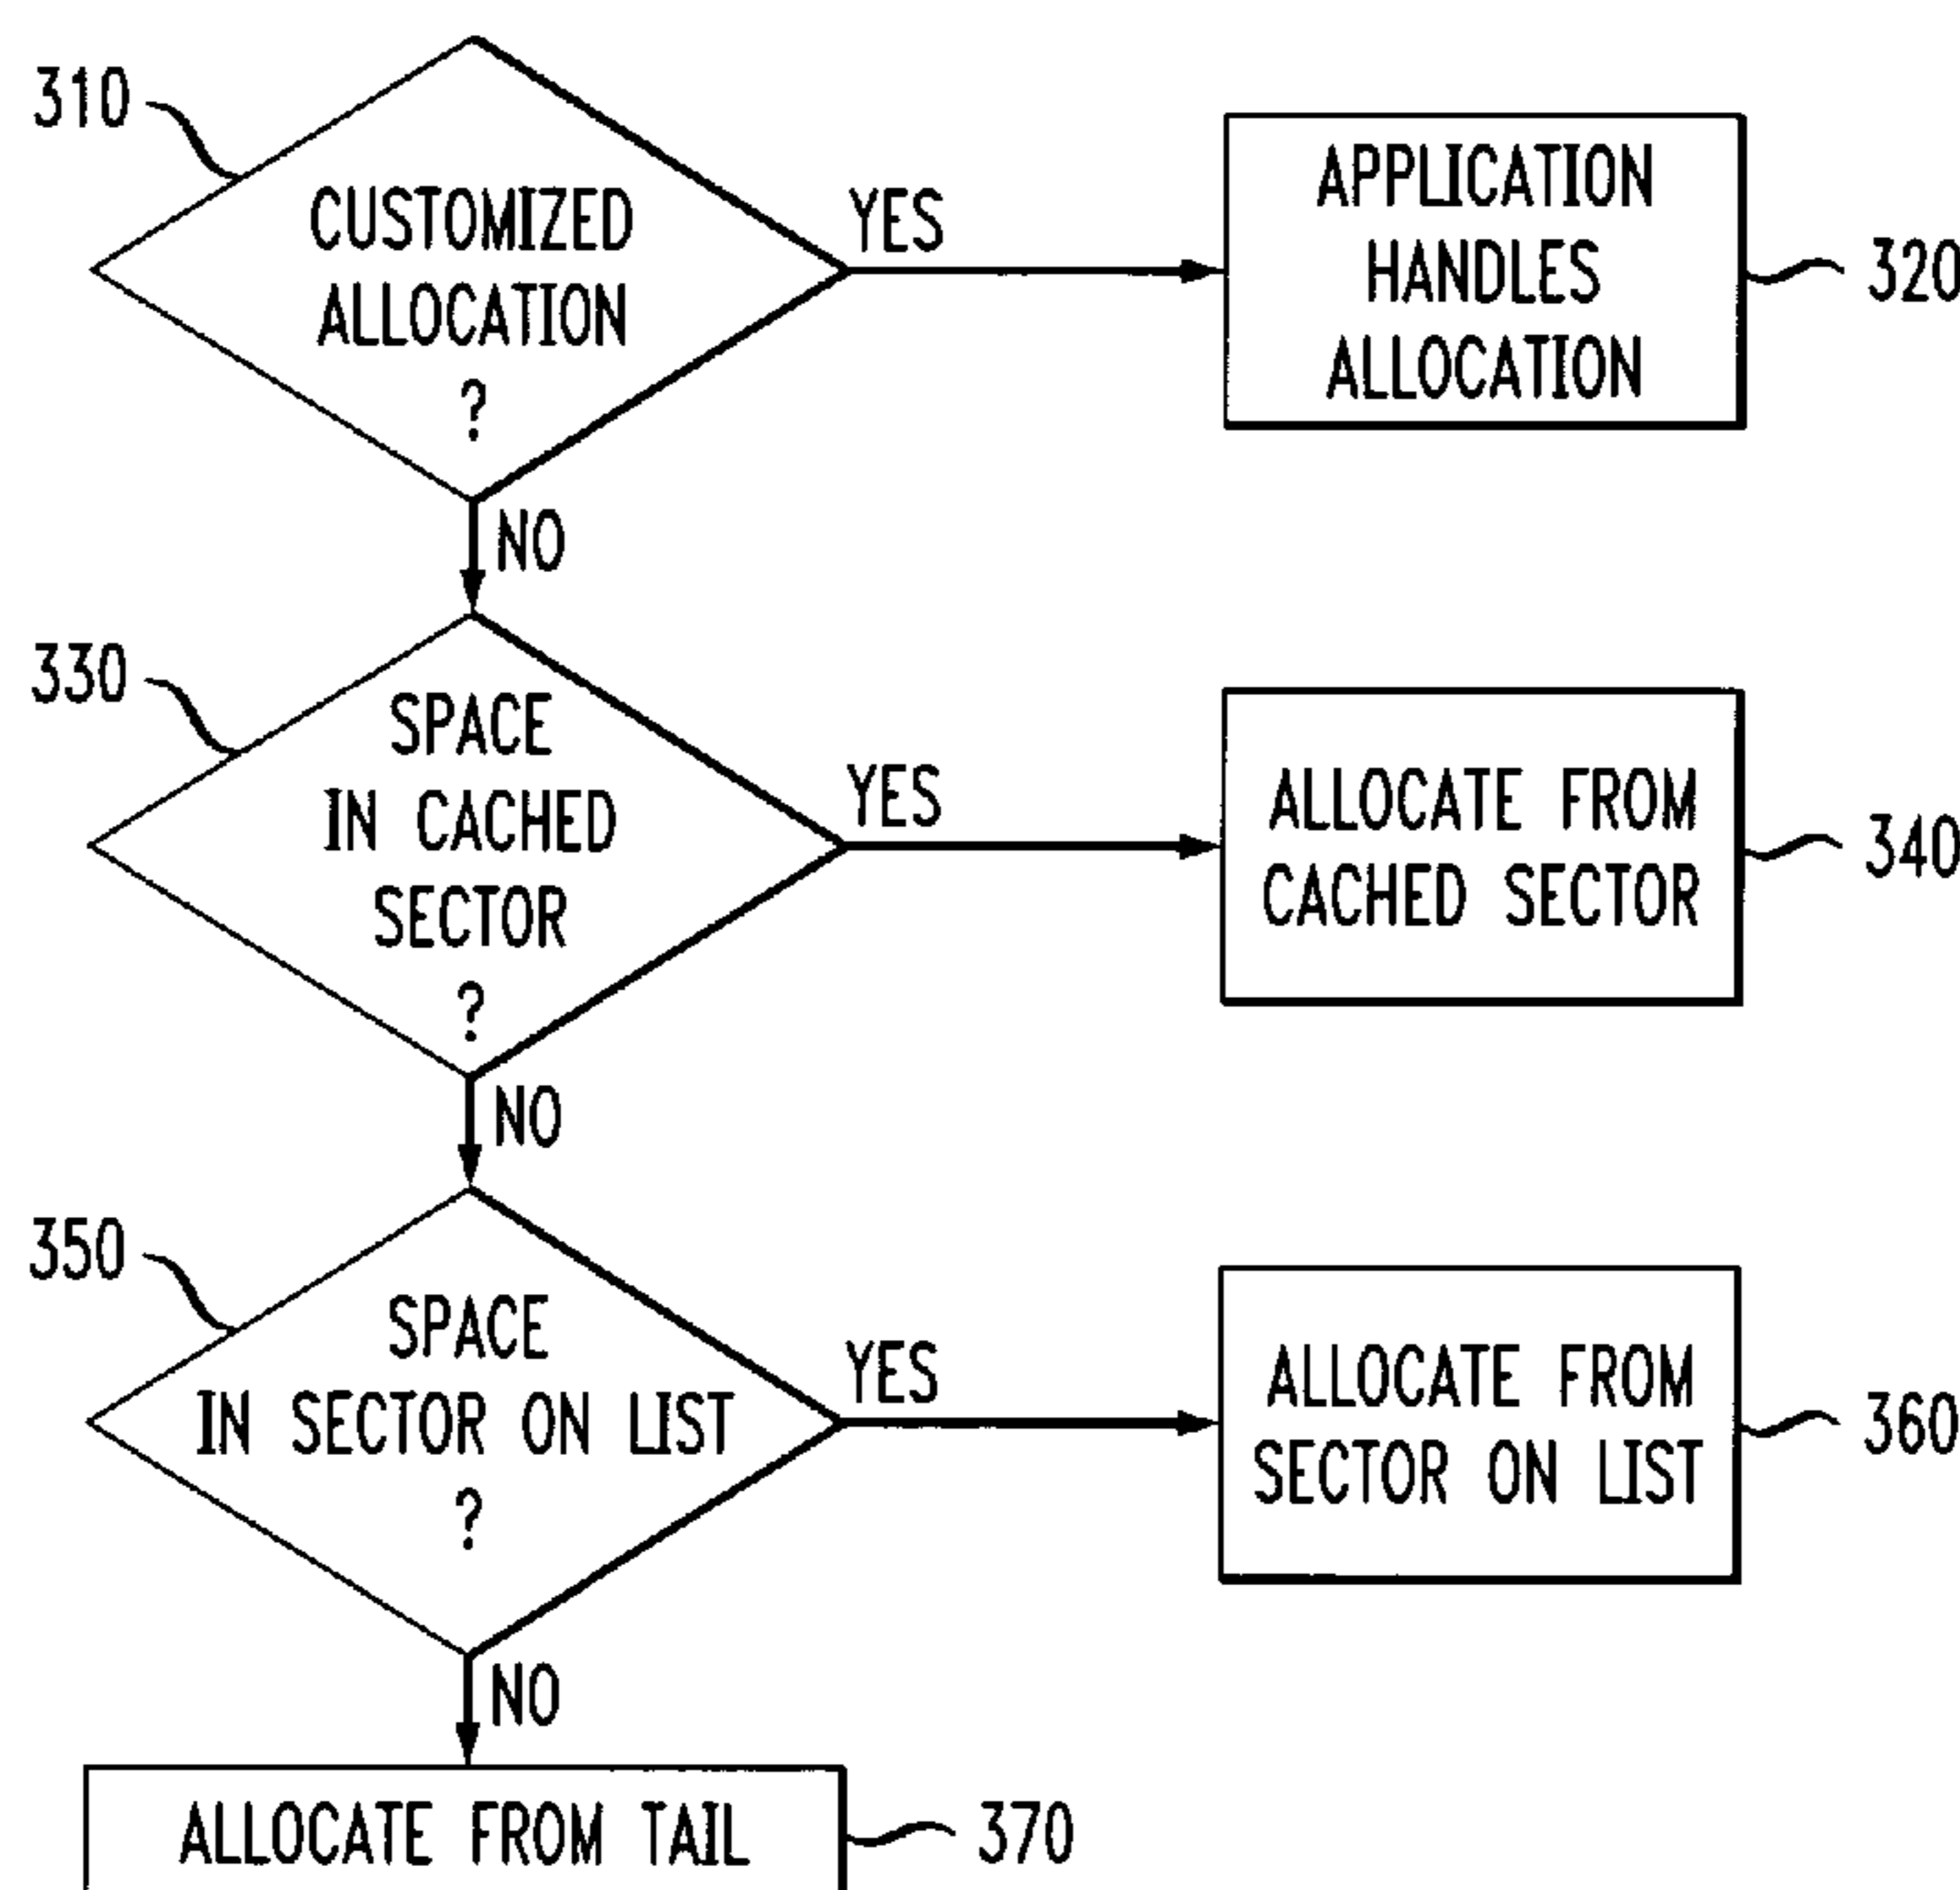 310
CUSTOMIZED
ALLOCATION
?
YES
APPLICATION
HANDLES
ALLOCATION
320
NO
330
SPACE
IN CACHED
SECTOR
?
YES
ALLOCATE FROM
CACHED SECTOR
340
NO
350
SPACE
IN SECTOR ON LIST
?
YES
ALLOCATE FROM
SECTOR ON LIST
360
NO
ALLOCATE FROM TAIL
370